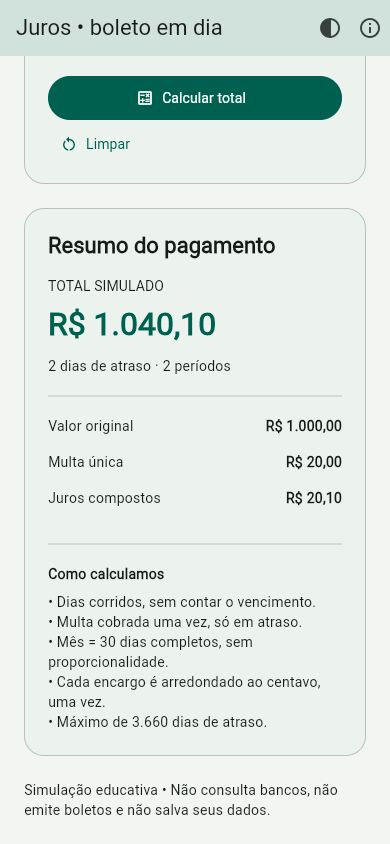 Juros • boleto em dia
Calcular total
Limpar
Resumo do pagamento
TOTAL SIMULADO
R$ 1.040,10
2 dias de atraso · 2 períodos
Valor original R$ 1.000,00
Multa única R$ 20,00
Juros compostos R$ 20,10
Como calculamos
• Dias corridos, sem contar o vencimento.
• Multa cobrada uma vez, só em atraso.
• Mês = 30 dias completos, sem
proporcionalidade.
• Cada encargo é arredondado ao centavo,
uma vez.
• Máximo de 3.660 dias de atraso.
Simulação educativa • Não consulta bancos, não
emite boletos e não salva seus dados.